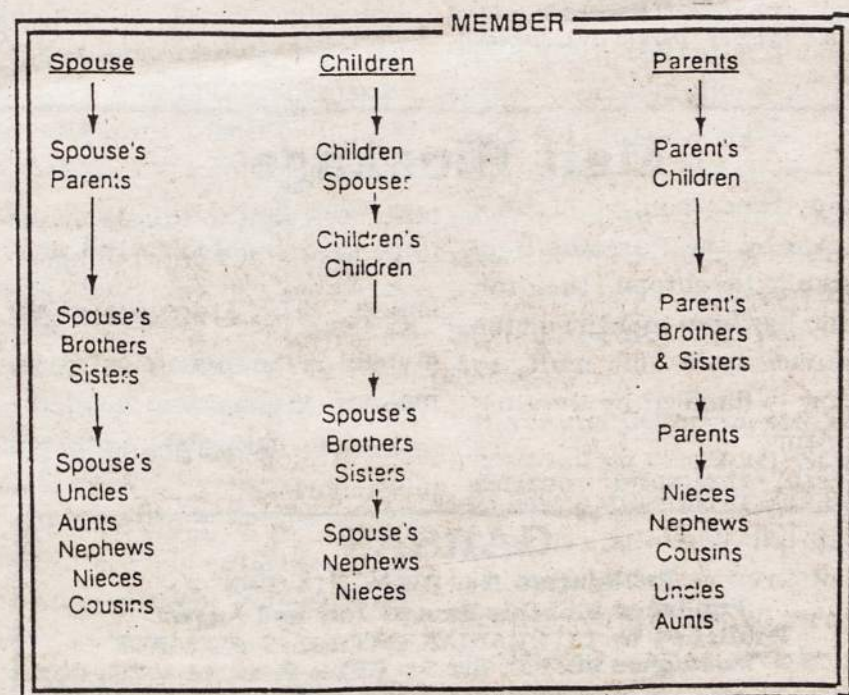 MEMBER
Spouse
Spouse's
Parents
Spouse's
Brothers
Sisters
Spouse's
Uncles
Aunts
Nephews
Nieces
Cousins
Children
Children
Spouser
Children's
Children
Spouse's
Brothers
Sisters
Spouse's
Nephews
Nieces
Parents
Parent's
Children
Parent's
Brothers
& Sisters
Parents
Nieces
Nephews
Cousins
Uncles
Aunts